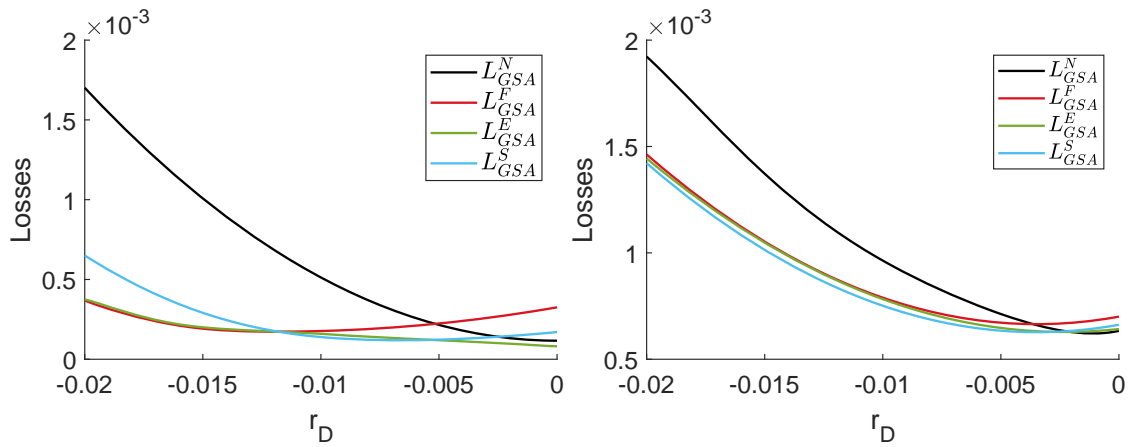 ×10^-3
2
1.5
1
0.5
0
Losses
-0.02
-0.015
-0.01
-0.005
0
r_D
L^N_GSA
L^F_GSA
L^E_GSA
L^S_GSA
×10^-3
2
1.5
1
0.5
Losses
-0.02
-0.015
-0.01
-0.005
0
r_D
L^N_GSA
L^F_GSA
L^E_GSA
L^S_GSA